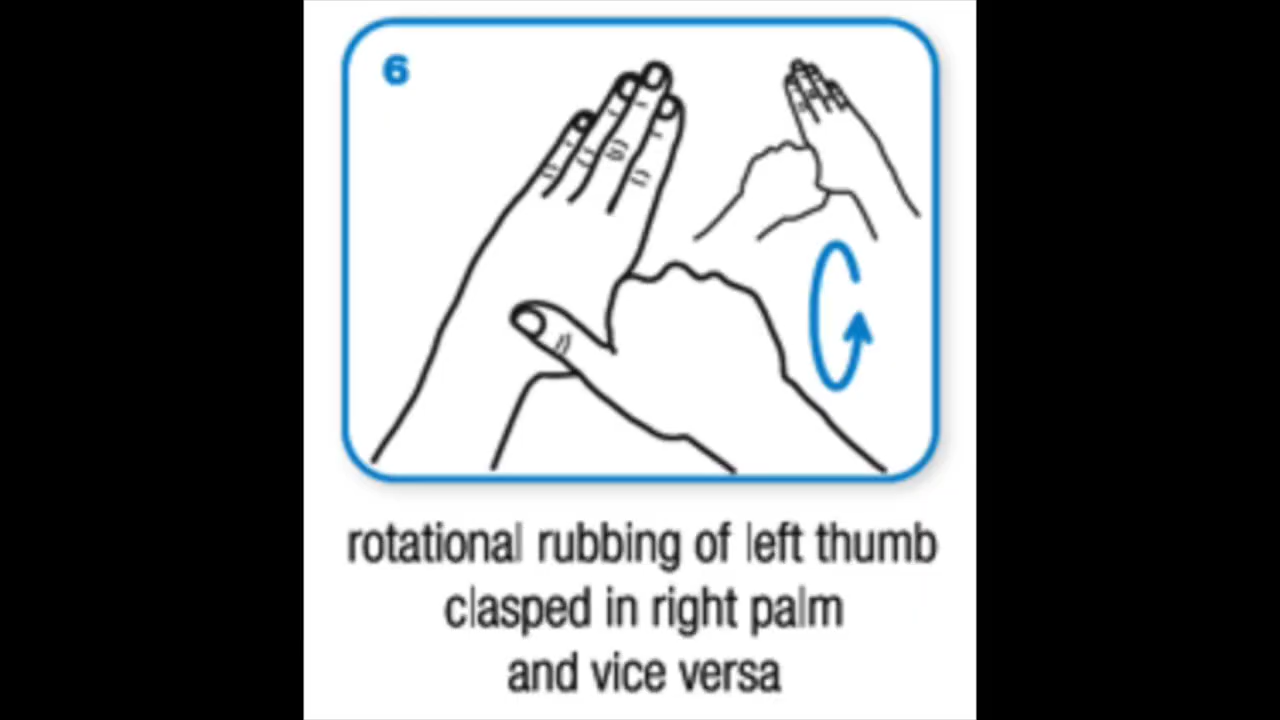 6
rotational rubbing of left thumb
clasped in right palm
and vice versa